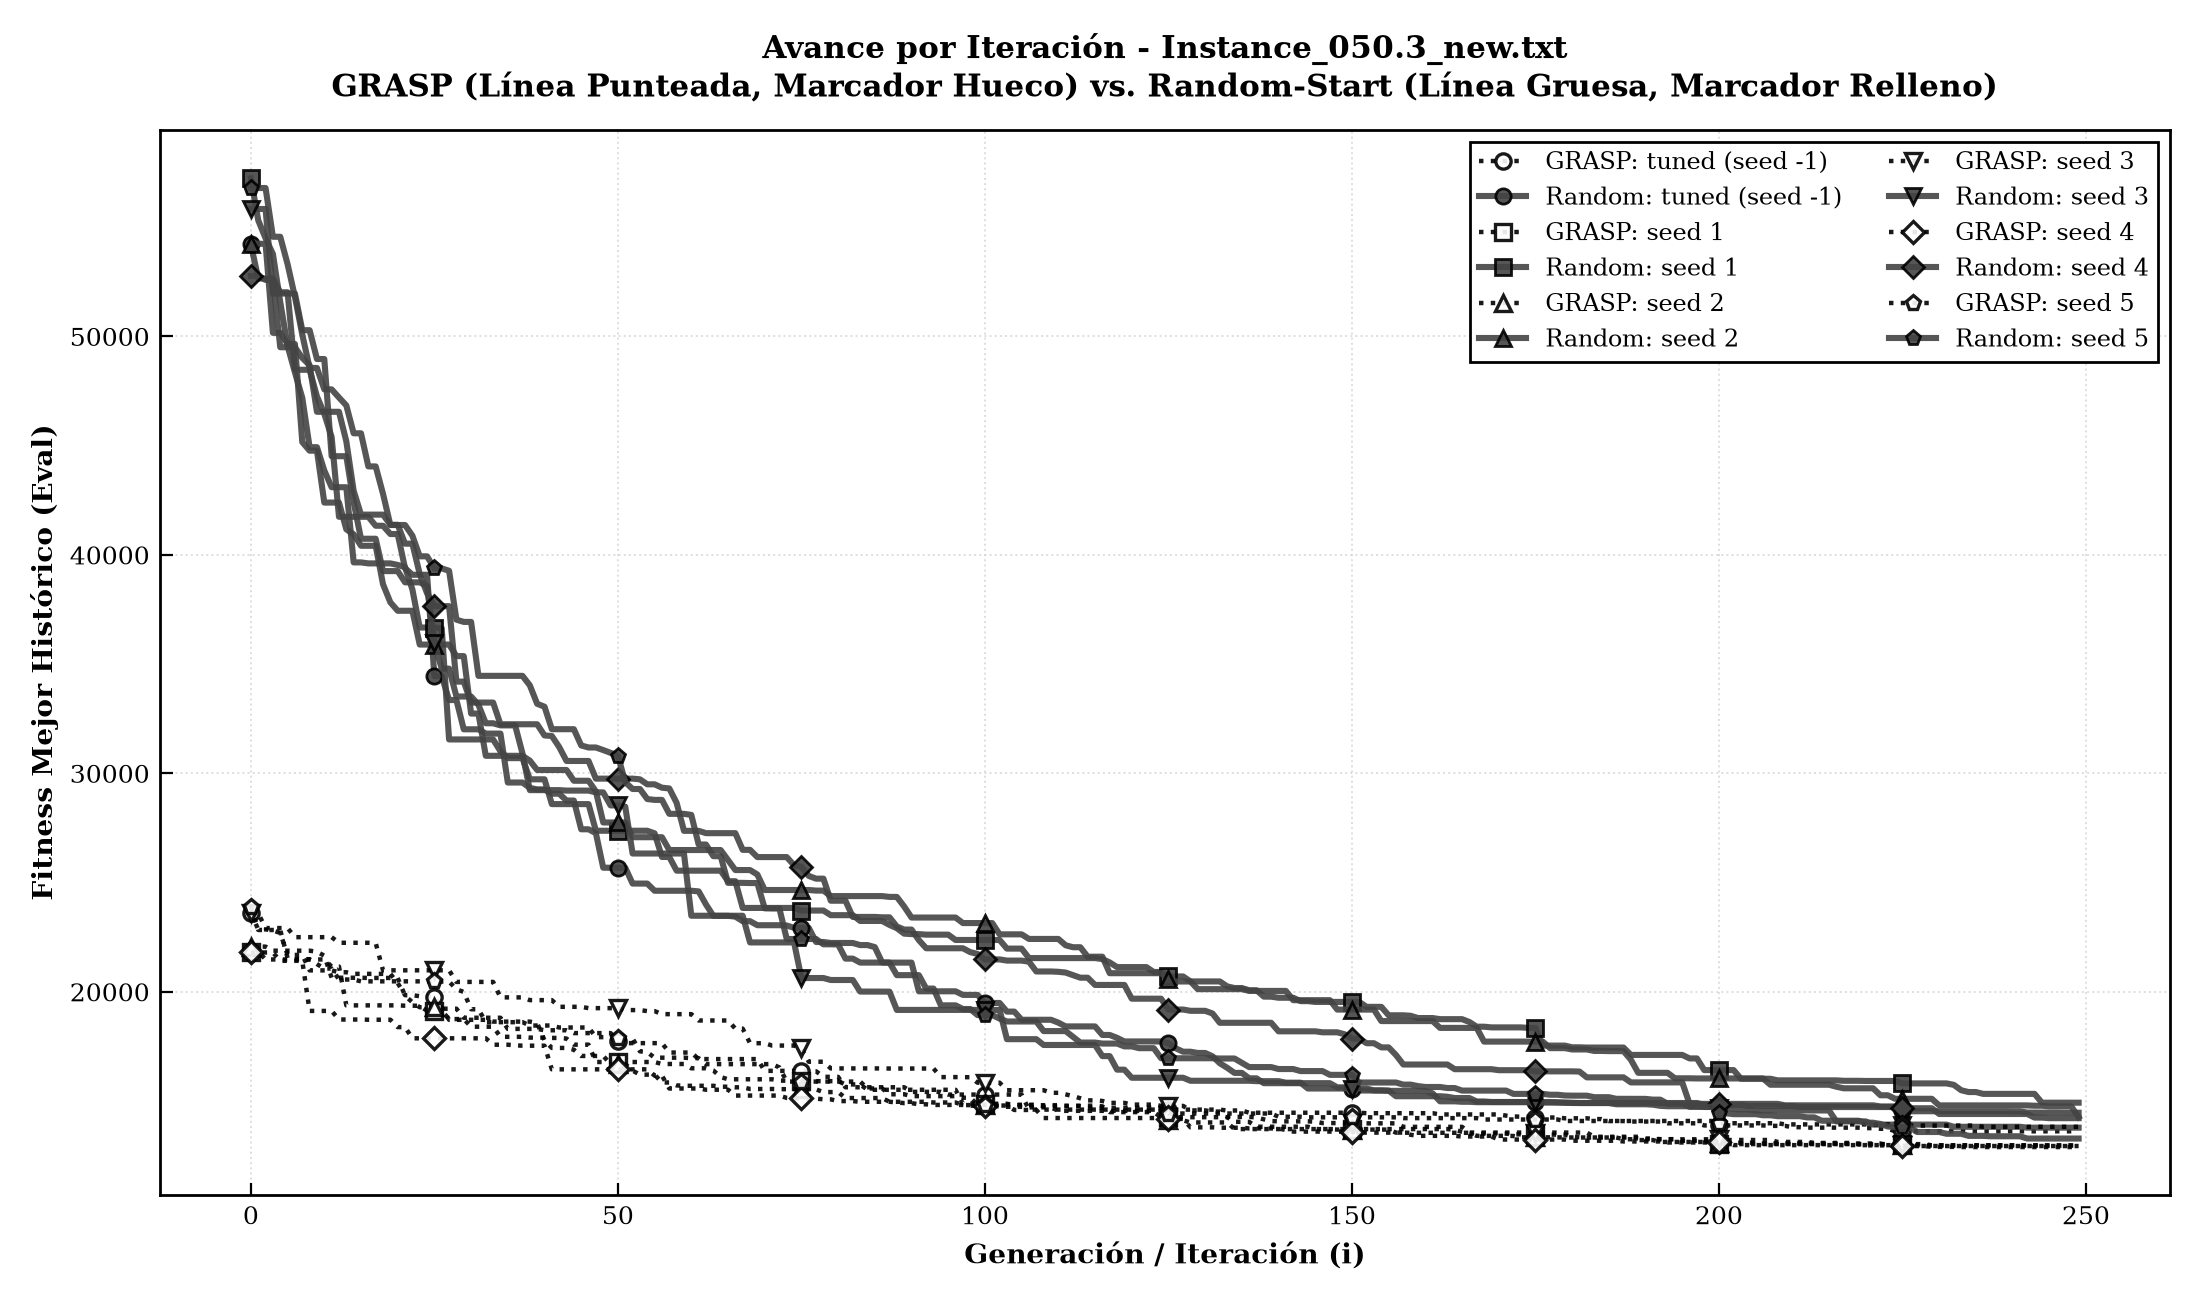 Avance por Iteración - Instance_050.3_new.txt
GRASP (Línea Punteada, Marcador Hueco) vs. Random-Start (Línea Gruesa, Marcador Relleno)
GRASP: tuned (seed -1)
Random: tuned (seed -1)
GRASP: seed 1
Random: seed 1
GRASP: seed 2
Random: seed 2
GRASP: seed 3
Random: seed 3
GRASP: seed 4
Random: seed 4
GRASP: seed 5
Random: seed 5
Fitness Mejor Histórico (Eval)
50000
40000
30000
20000
0
50
100
150
200
250
Generación / Iteración (i)